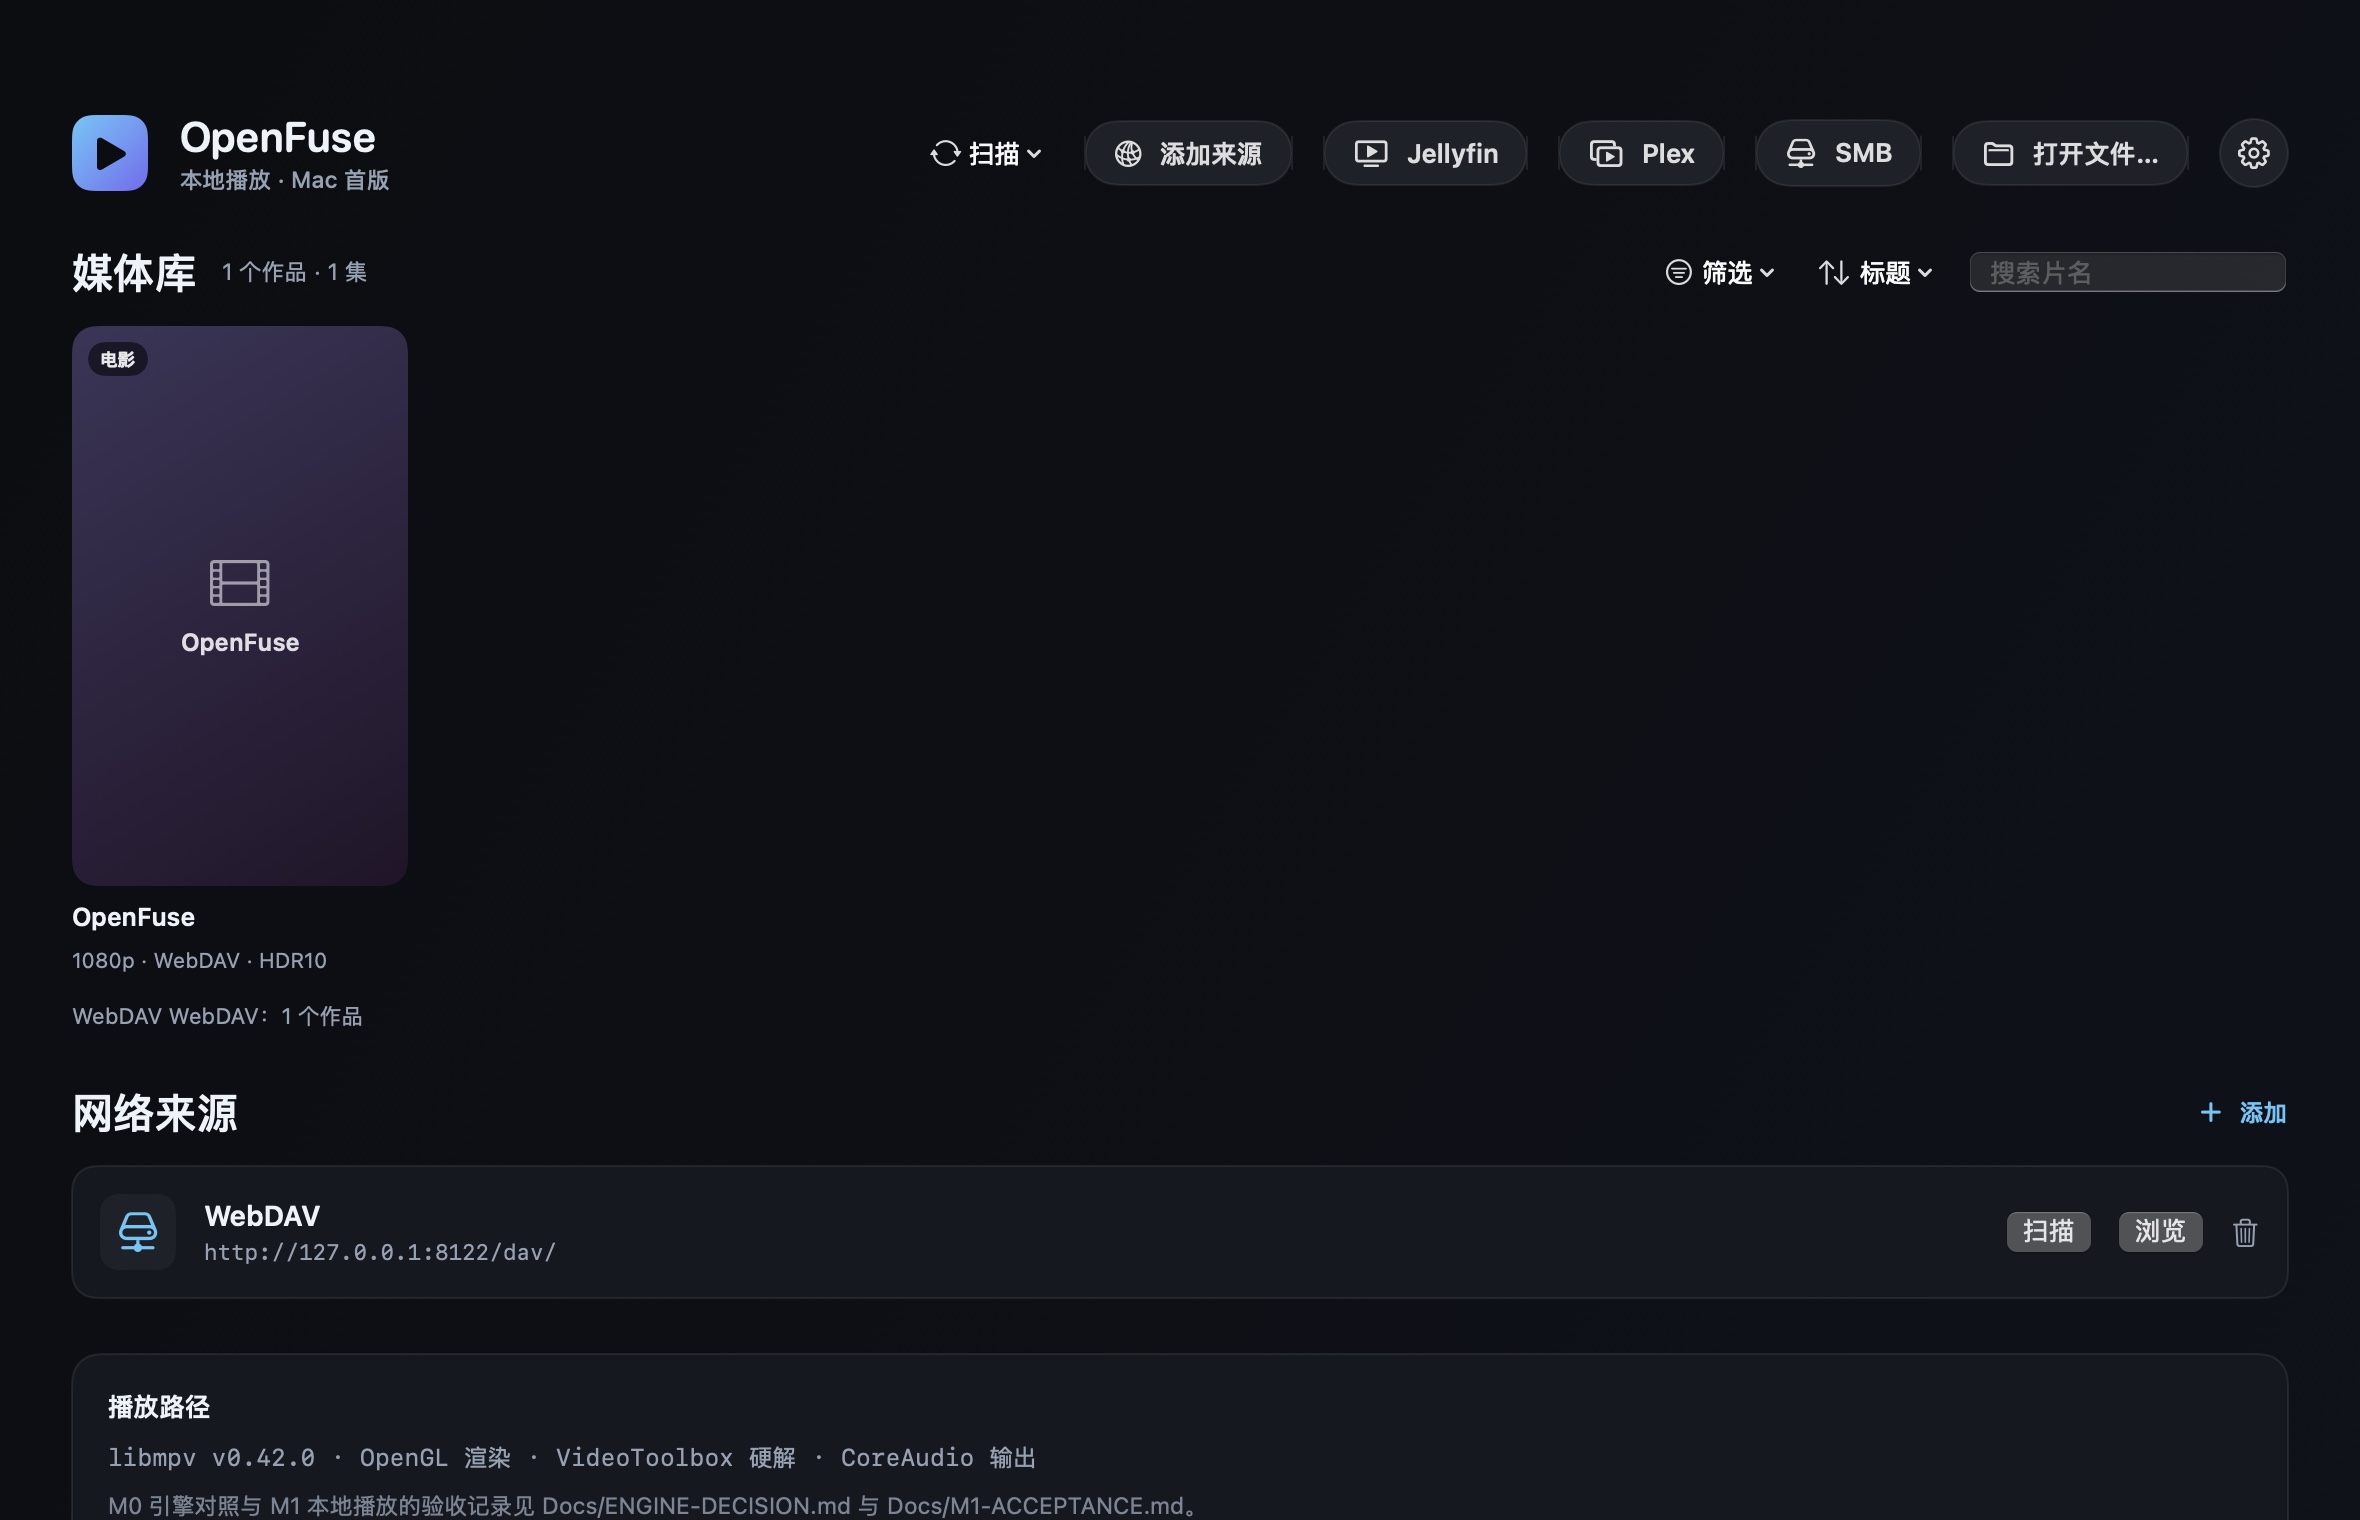 OpenFuse
本地播放 · Mac 首版
扫描
添加来源
Jellyfin
Plex
SMB
打开文件...
媒体库
1 个作品 · 1 集
筛选
标题
搜索片名
电影
OpenFuse
OpenFuse
1080p · WebDAV · HDR10
WebDAV WebDAV：1 个作品
网络来源
+ 添加
WebDAV
http://127.0.0.1:8122/dav/
扫描
浏览
播放路径
libmpv v0.42.0 · OpenGL 渲染 · VideoToolbox 硬解 · CoreAudio 输出
M0 引擎对照与 M1 本地播放的验收记录见 Docs/ENGINE-DECISION.md 与 Docs/M1-ACCEPTANCE.md。